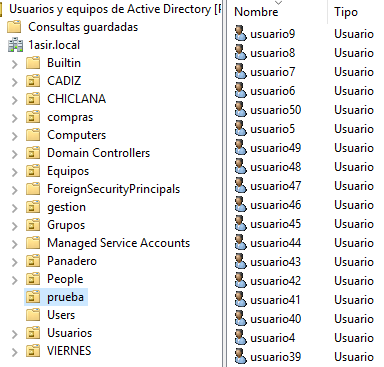 Usuarios y equipos de Active Directory [
Consultas guardadas
1asir.local
Builtin
CADIZ
CHICLANA
compras
Computers
Domain Controllers
Equipos
ForeignSecurityPrincipals
gestion
Grupos
Managed Service Accounts
Panadero
People
prueba
Users
Usuarios
VIERNES
Nombre Tipo
usuario9 Usuario
usuario8 Usuario
usuario7 Usuario
usuario6 Usuario
usuario50 Usuario
usuario5 Usuario
usuario49 Usuario
usuario48 Usuario
usuario47 Usuario
usuario46 Usuario
usuario45 Usuario
usuario44 Usuario
usuario43 Usuario
usuario42 Usuario
usuario41 Usuario
usuario40 Usuario
usuario4 Usuario
usuario39 Usuario